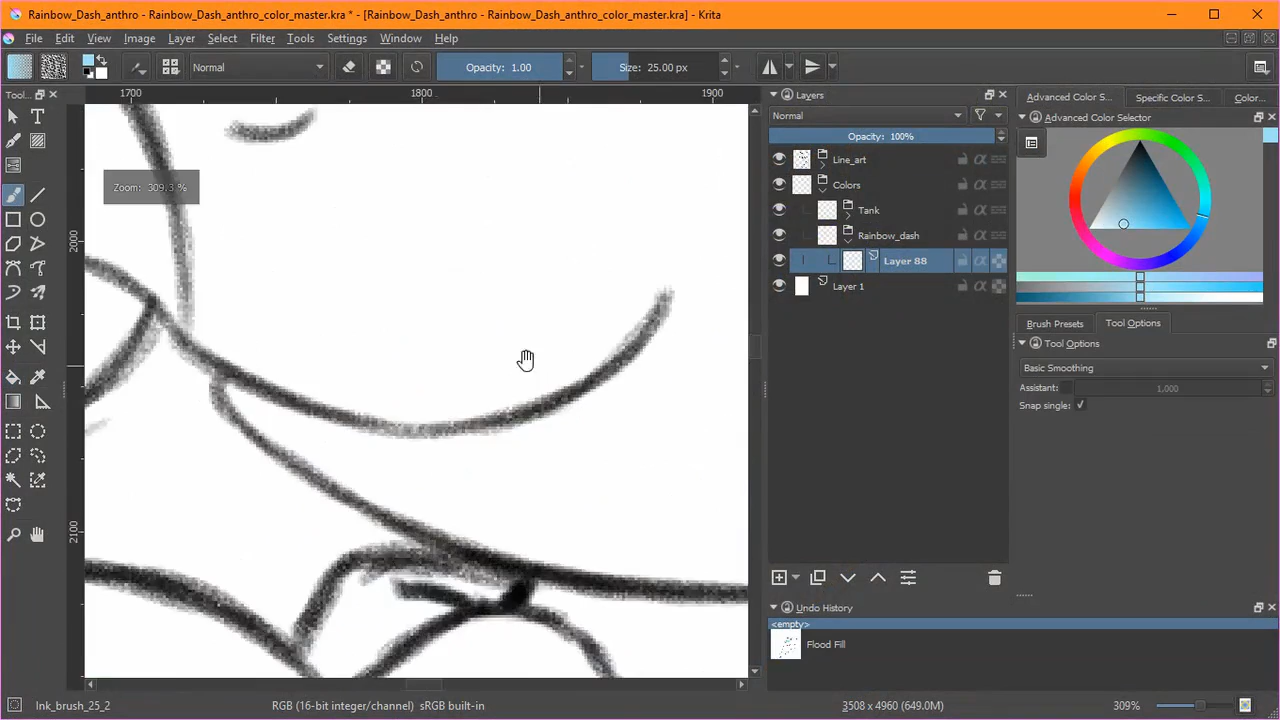 Rainbow_Dash_anthro - Rainbow_Dash_anthro_color_master.kra * - [Rainbow_Dash_anthro - Rainbow_Dash_anthro_color_master.kra] - Krita
File Edit View Image Layer Select Filter Tools Settings Window Help
Normal Opacity: 1.00 Size: 25.00 px
Tool...
1700 1800 1900
Layers
Advanced Color S... Specific Color S... Color...
Normal
Advanced Color Selector
Opacity: 100%
Line_art
Colors
Zoom: 309.3 %
Tank
2000
Rainbow_dash
Layer 88
Layer 1
Brush Presets Tool Options
Tool Options
Basic Smoothing
Assistant: 1,000
Snap single: ✓
2100
Undo History
<empty>
Flood Fill
Ink_brush_25_2 RGB (16-bit integer/channel) sRGB built-in 3508 x 4960 (649.0M) 309%